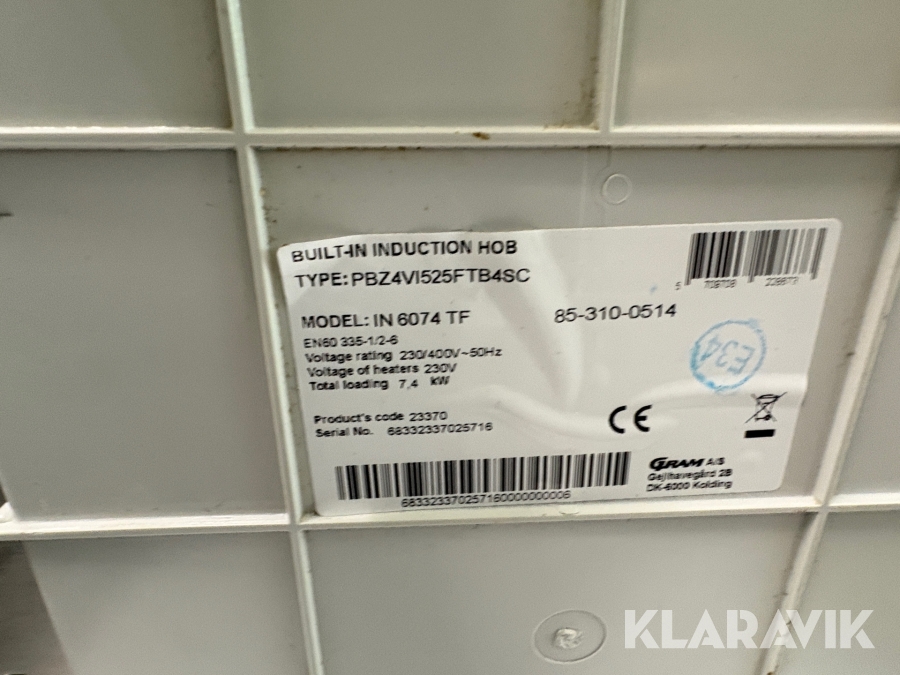 BUILT-IN INDUCTION HOB
TYPE: PBZ4VI525FTB4SC
MODEL: IN 6074 TF 85-310-0514
EN60 335-1/2-6
Voltage rating 230/400V~50Hz
Voltage of heaters 230V
Total loading 7,4 kW
E34
Product's code 23370
Serial No. 68332337025716
CE
GRAM A/S
Gejlhavegård 2B
DK-6000 Kolding
683323370257160000000006
KLARAVIK